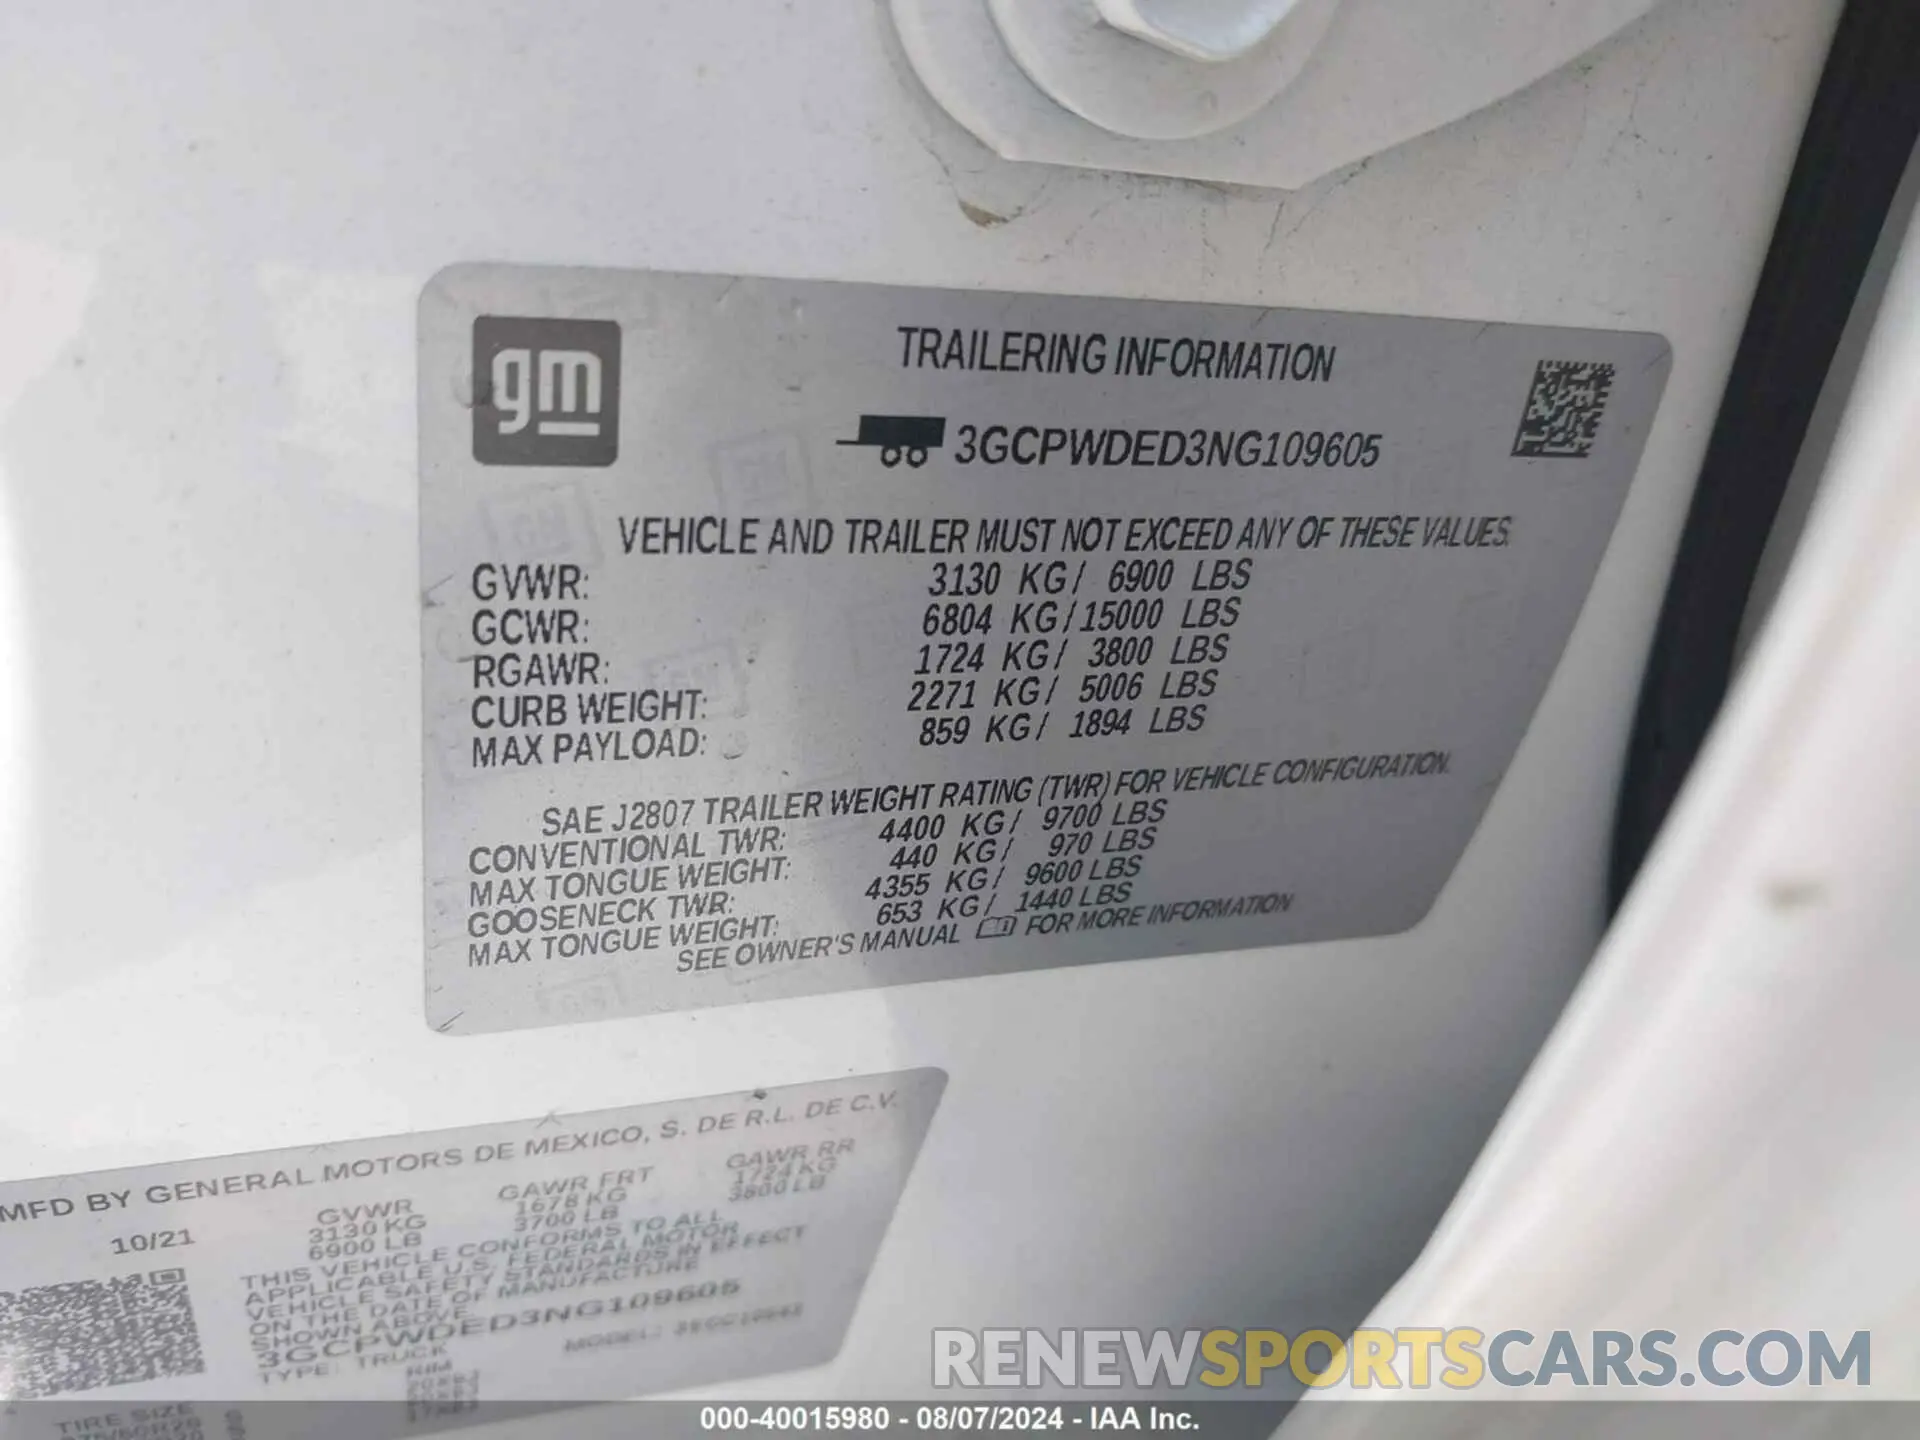 gm
TRAILERING INFORMATION
3GCPWDED3NG109605
VEHICLE AND TRAILER MUST NOT EXCEED ANY OF THESE VALUES.
GVWR: 3130 KG/ 6900 LBS
GCWR: 6804 KG/15000 LBS
RGAWR: 1724 KG/ 3800 LBS
CURB WEIGHT: 2271 KG/ 5006 LBS
MAX PAYLOAD: 859 KG/ 1894 LBS
SAE J2807 TRAILER WEIGHT RATING (TWR) FOR VEHICLE CONFIGURATION.
CONVENTIONAL TWR: 4400 KG/ 9700 LBS
MAX TONGUE WEIGHT: 440 KG/ 970 LBS
GOOSENECK TWR: 4355 KG/ 9600 LBS
MAX TONGUE WEIGHT: 653 KG/ 1440 LBS
SEE OWNER'S MANUAL FOR MORE INFORMATION
MFD BY GENERAL MOTORS DE MEXICO, S. DE R.L. DE C.V.
10/21 GVWR GAWR FRT GAWR RR
3130 KG 1678 KG 1724 KG
6900 LB 3700 LB 3800 LB
THIS VEHICLE CONFORMS TO ALL
APPLICABLE U.S. FEDERAL MOTOR
VEHICLE SAFETY STANDARDS IN EFFECT
ON THE DATE OF MANUFACTURE
SHOWN ABOVE.
3GCPWDED3NG109605
TYPE: TRUCK MODEL:
TIRE SIZE RIM
RENEWSPORTSCARS.COM
000-40015980 - 08/07/2024 - IAA Inc.